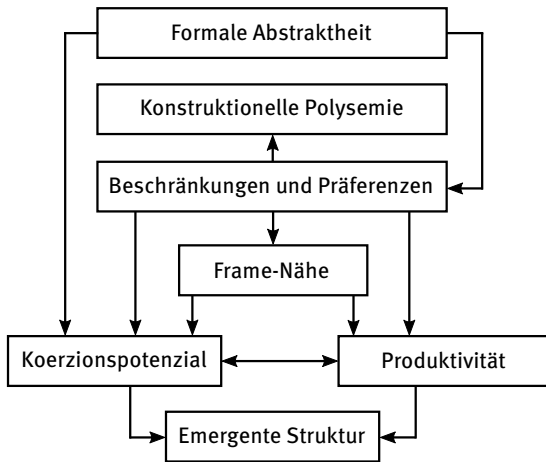 Formale Abstraktheit
Konstruktionelle Polysemie
Beschränkungen und Präferenzen
Frame-Nähe
Koerzionspotenzial
Produktivität
Emergente Struktur